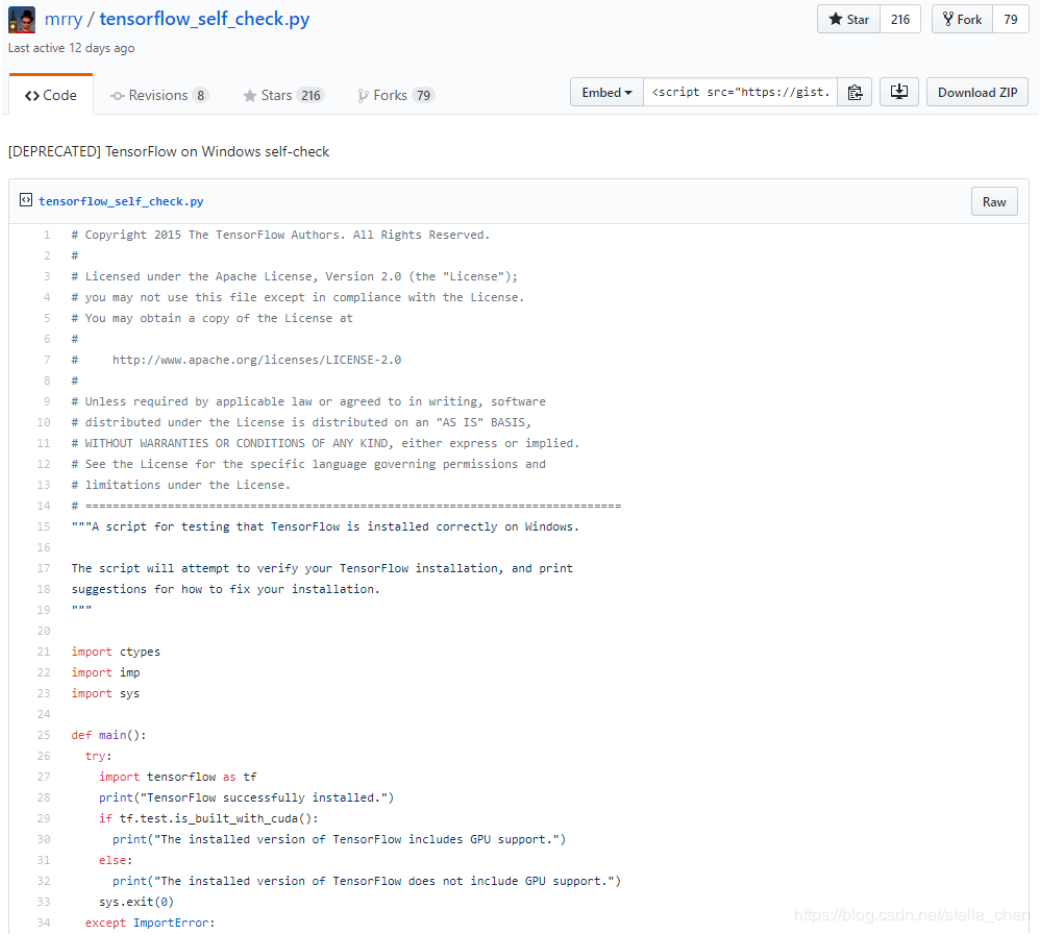 mrry / tensorflow_self_check.py
Star 216 Fork 79
Last active 12 days ago
Code Revisions 8 Stars 216 Forks 79 Embed <script src="https://gist. Download ZIP
[DEPRECATED] TensorFlow on Windows self-check
tensorflow_self_check.py Raw
1 # Copyright 2015 The TensorFlow Authors. All Rights Reserved.
2 #
3 # Licensed under the Apache License, Version 2.0 (the "License");
4 # you may not use this file except in compliance with the License.
5 # You may obtain a copy of the License at
6 #
7 #     http://www.apache.org/licenses/LICENSE-2.0
8 #
9 # Unless required by applicable law or agreed to in writing, software
10 # distributed under the License is distributed on an "AS IS" BASIS,
11 # WITHOUT WARRANTIES OR CONDITIONS OF ANY KIND, either express or implied.
12 # See the License for the specific language governing permissions and
13 # limitations under the License.
14 # ==============================================================================
15 """A script for testing that TensorFlow is installed correctly on Windows.
16
17 The script will attempt to verify your TensorFlow installation, and print
18 suggestions for how to fix your installation.
19 """
20
21 import ctypes
22 import imp
23 import sys
24
25 def main():
26   try:
27     import tensorflow as tf
28     print("TensorFlow successfully installed.")
29     if tf.test.is_built_with_cuda():
30       print("The installed version of TensorFlow includes GPU support.")
31     else:
32       print("The installed version of TensorFlow does not include GPU support.")
33     sys.exit(0)
34   except ImportError:
https://blog.csdn.net/stella_chen